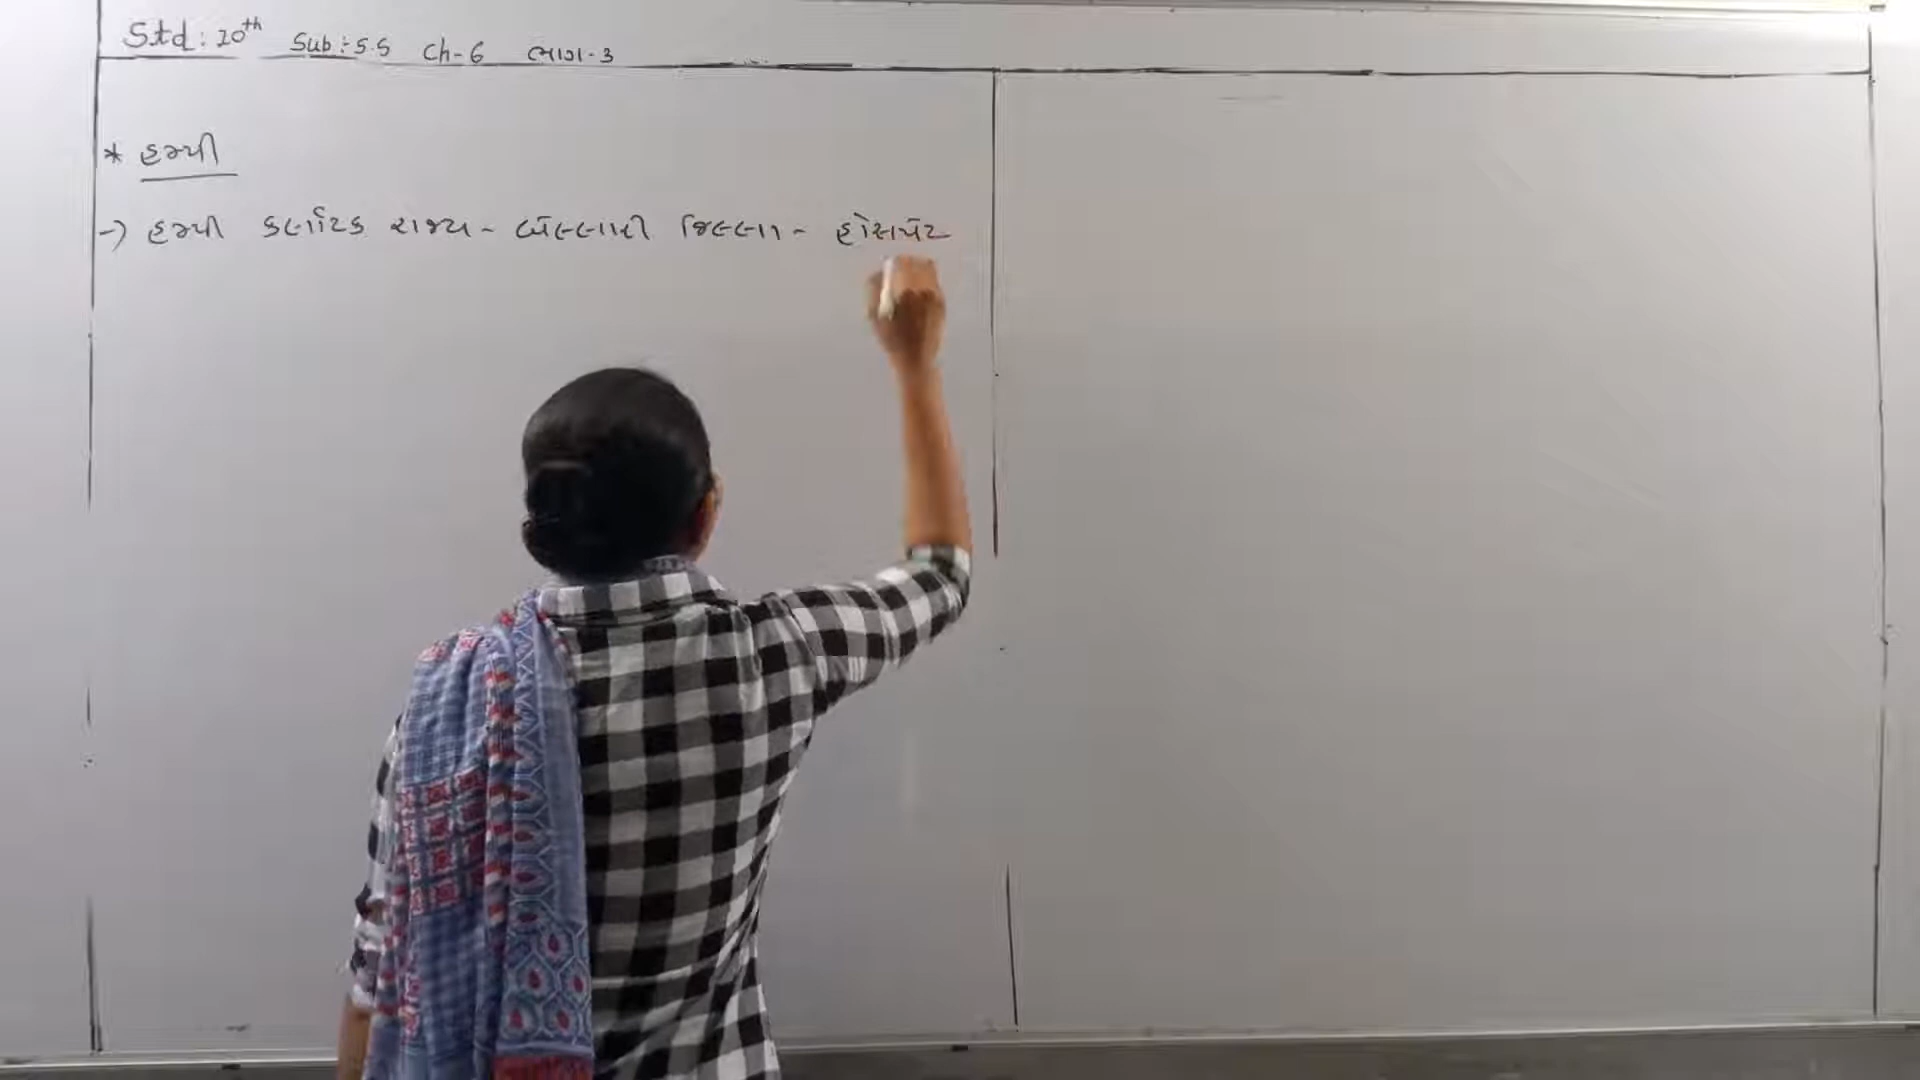 Std: 10th Sub:- S.S Ch-6 ભાગ-3
* હમ્પી
→ હમ્પી કર્ણાટક રાજ્ય - બેલ્લારી જિલ્લા - હોસપેટ